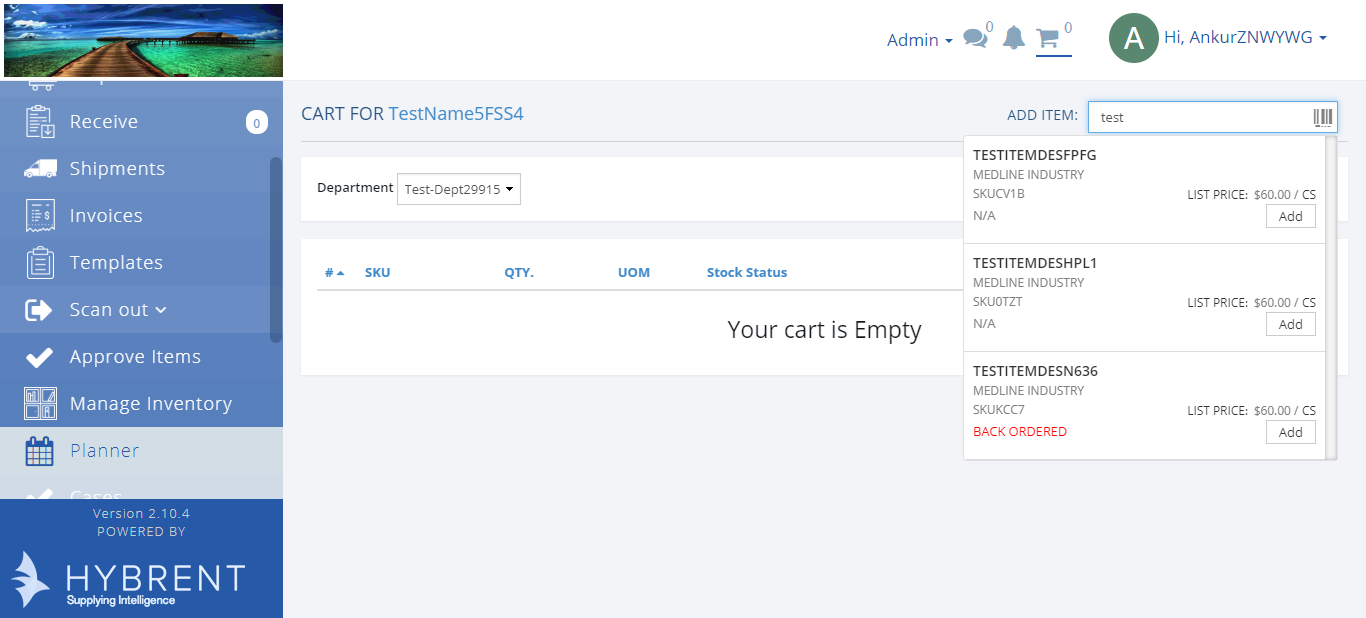 Admin
0
0
A
Hi, AnkurZNWYWG
Receive
0
Shipments
Invoices
Templates
Scan out
Approve Items
Manage Inventory
Planner
Cases
Version 2.10.4
POWERED BY
HYBRENT
Supplying Intelligence
CART FOR TestName5FSS4
ADD ITEM:
test
Department
Test-Dept29915
# SKU QTY. UOM Stock Status
Your cart is Empty
TESTITEMDESFPFG
MEDLINE INDUSTRY
SKUCV1B
LIST PRICE: $60.00 / CS
N/A
Add
TESTITEMDESHPL1
MEDLINE INDUSTRY
SKU0TZT
LIST PRICE: $60.00 / CS
N/A
Add
TESTITEMDESN636
MEDLINE INDUSTRY
SKUKCC7
LIST PRICE: $60.00 / CS
BACK ORDERED
Add